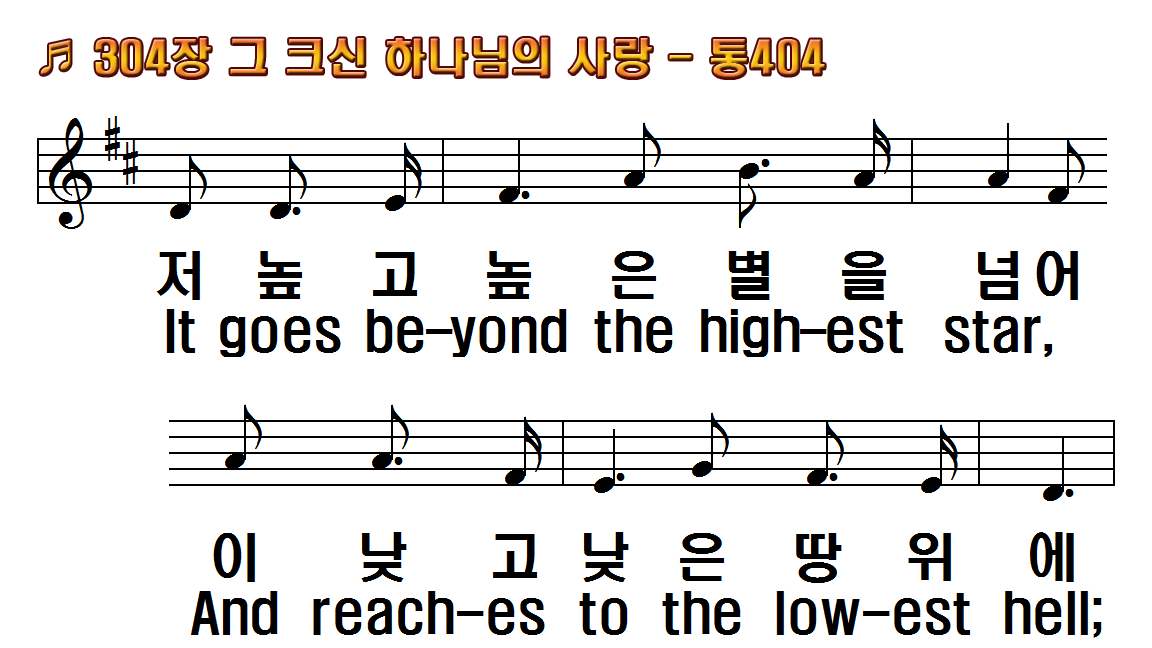 ♬ 304장 그 크신 하나님의 사랑 - 통404
저 높 고 높 은 별 을 넘 어
It goes be-yond the high-est star,
이 낮 고 낮 은 땅 위 에
And reach-es to the low-est hell;